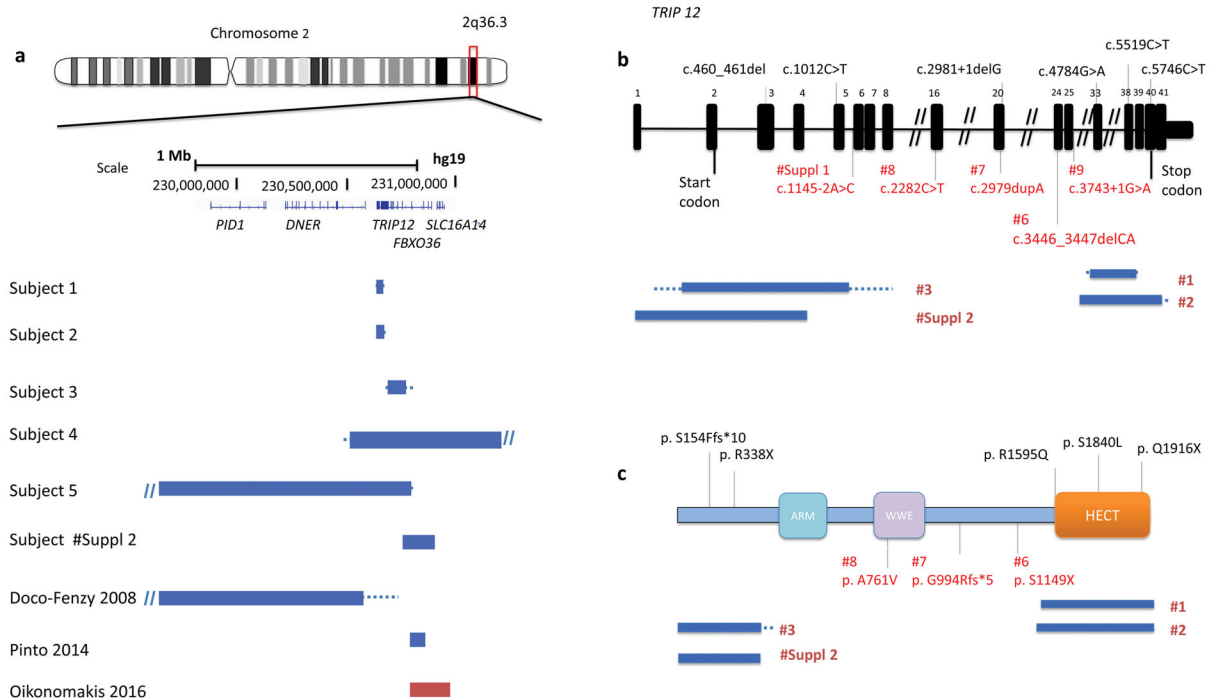 a
Chromosome 2
2q36.3
Scale
1 Mb
hg19
230,000,000
230,500,000
231,000,000
PID1
DNER
TRIP12
SLC16A14
FBXO36
Subject 1
Subject 2
Subject 3
Subject 4
//
Subject 5
//
Subject #Suppl 2
Doco-Fenzy 2008
//
Pinto 2014
Oikonomakis 2016
TRIP 12
b
c.460_461del
c.1012C>T
c.2981+1delG
c.4784G>A
c.5519C>T
c.5746C>T
1 2 3 4 5 6 7 8 16 20 24 25 33 38 39 40 41
// // // // //
Start codon
#Suppl 1
c.1145-2A>C
#8
c.2282C>T
#7
c.2979dupA
#9
c.3743+1G>A
Stop codon
#6
c.3446_3447delCA
#1
#2
#3
#Suppl 2
c
p. S154Ffs*10
p. R338X
p. R1595Q
p. S1840L
p. Q1916X
ARM
WWE
HECT
#8
p. A761V
#7
p. G994Rfs*5
#6
p. S1149X
#1
#2
#3
#Suppl 2